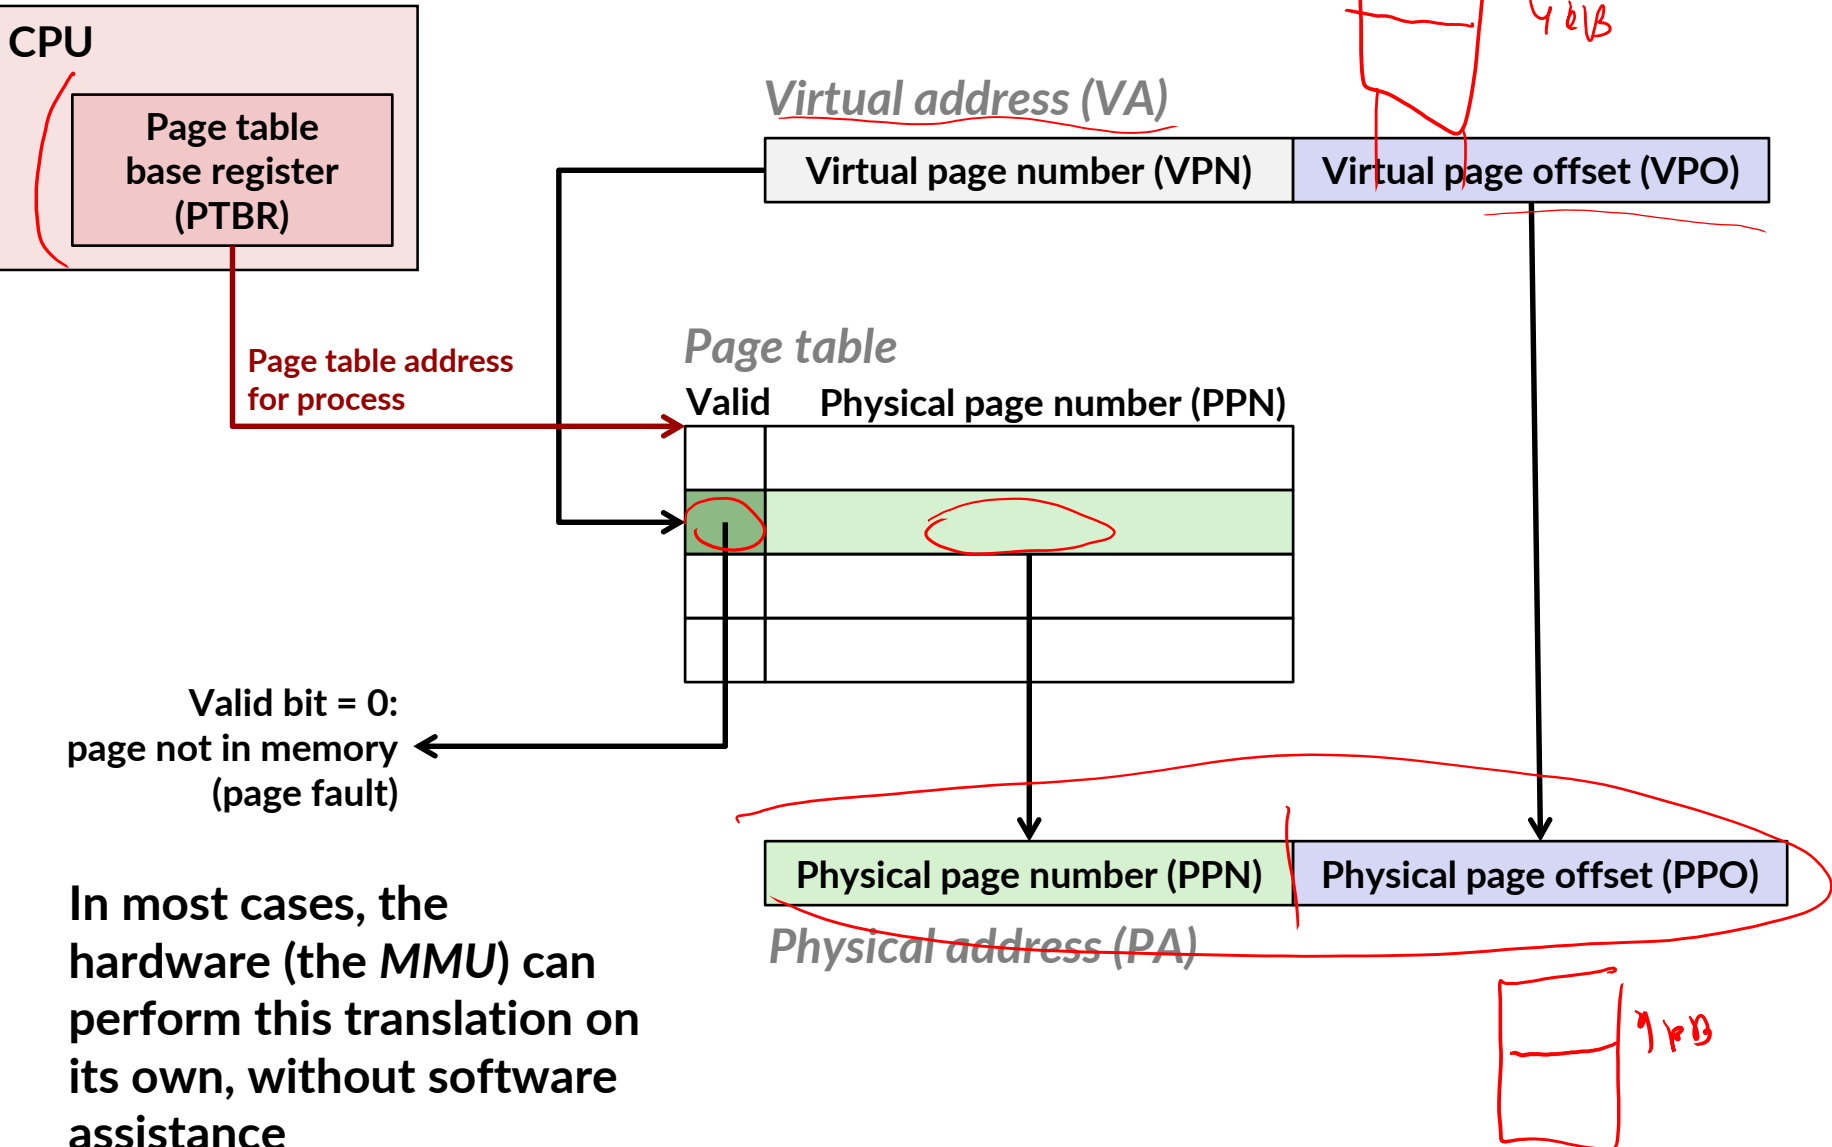 CPU
Page table
base register
(PTBR)
4 KB
Virtual address (VA)
Virtual page number (VPN)
Virtual page offset (VPO)
Page table address
for process
Page table
Valid
Physical page number (PPN)
Valid bit = 0:
page not in memory
(page fault)
Physical page number (PPN)
Physical page offset (PPO)
Physical address (PA)
In most cases, the
hardware (the MMU) can
perform this translation on
its own, without software
assistance